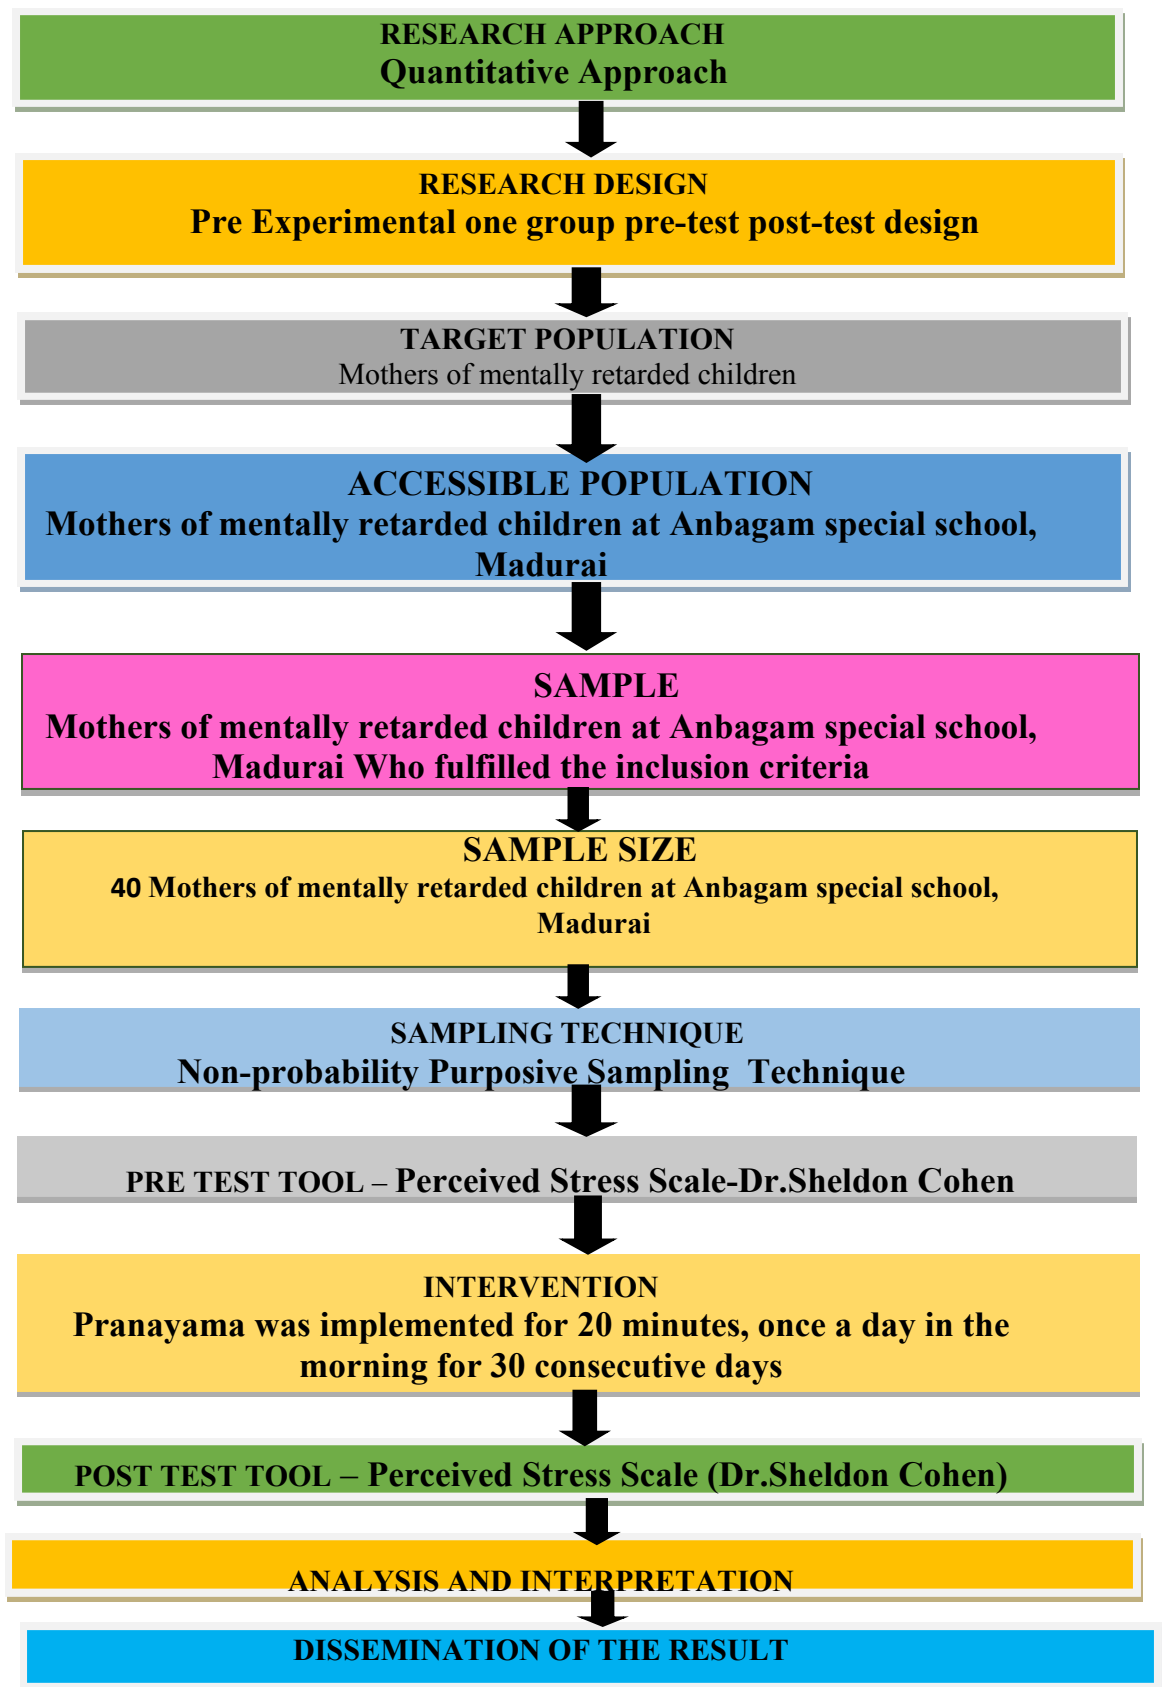 RESEARCH APPROACH
Quantitative Approach
RESEARCH DESIGN
Pre Experimental one group pre-test post-test design
TARGET POPULATION
Mothers of mentally retarded children
ACCESSIBLE POPULATION
Mothers of mentally retarded children at Anbagam special school,
Madurai
SAMPLE
Mothers of mentally retarded children at Anbagam special school,
Madurai Who fulfilled the inclusion criteria
SAMPLE SIZE
40 Mothers of mentally retarded children at Anbagam special school,
Madurai
SAMPLING TECHNIQUE
Non-probability Purposive Sampling Technique
PRE TEST TOOL – Perceived Stress Scale-Dr.Sheldon Cohen
INTERVENTION
Pranayama was implemented for 20 minutes, once a day in the
morning for 30 consecutive days
POST TEST TOOL – Perceived Stress Scale (Dr.Sheldon Cohen)
ANALYSIS AND INTERPRETATION
DISSEMINATION OF THE RESULT